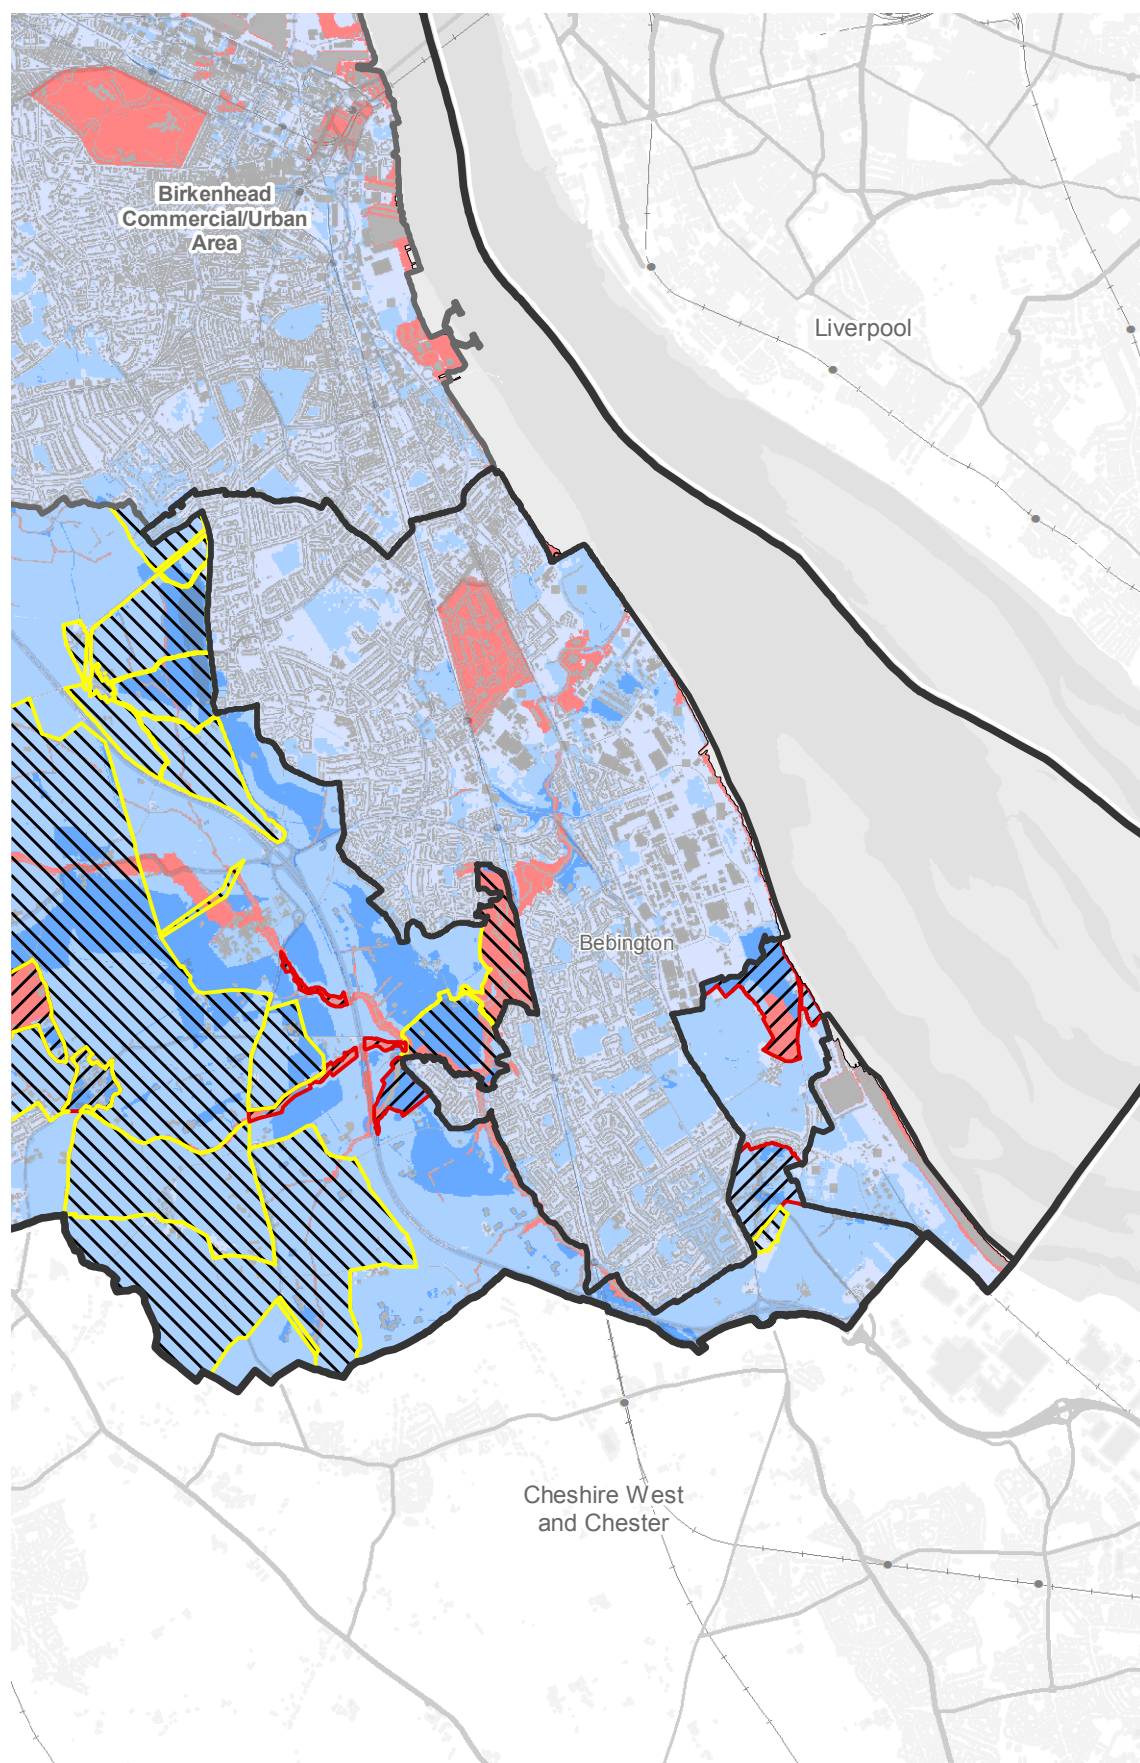 Birkenhead
Commercial/Urban
Area
Liverpool
Bebington
Cheshire West
and Chester